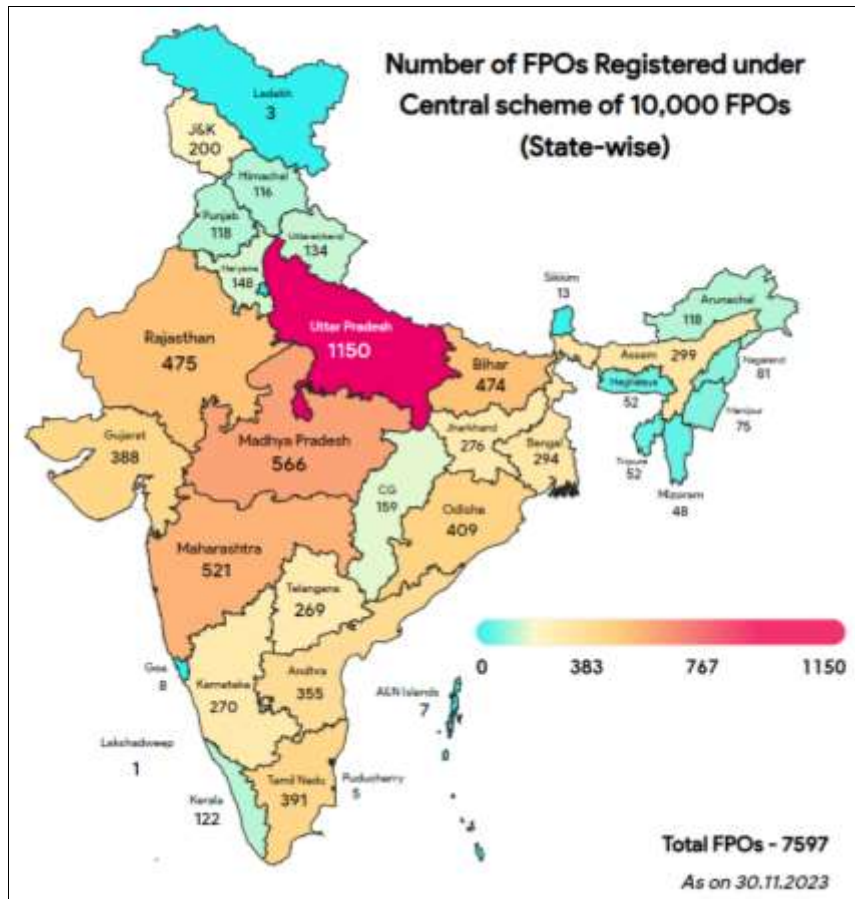 Number of FPOs Registered under
Central scheme of 10,000 FPOs
(State-wise)
Ladakh
3
J&K
200
Himachal
116
Punjab
118
Uttarakhand
134
Haryana
148
Uttar Pradesh
1150
Rajasthan
475
Bihar
474
Sikkim
13
Arunachal
118
Assam
299
Nagaland
81
Meghalaya
52
Manipur
75
Tripura
52
Mizoram
48
Gujarat
388
Madhya Pradesh
566
Jharkhand
276
Bengal
294
CG
159
Odisha
409
Maharashtra
521
Telangana
269
Goa
8
Karnataka
270
Andhra
355
A&N Islands
7
0 383 767 1150
Lakshadweep
1
Kerala
122
Tamil Nadu
391
Puducherry
5
Total FPOs - 7597
As on 30.11.2023